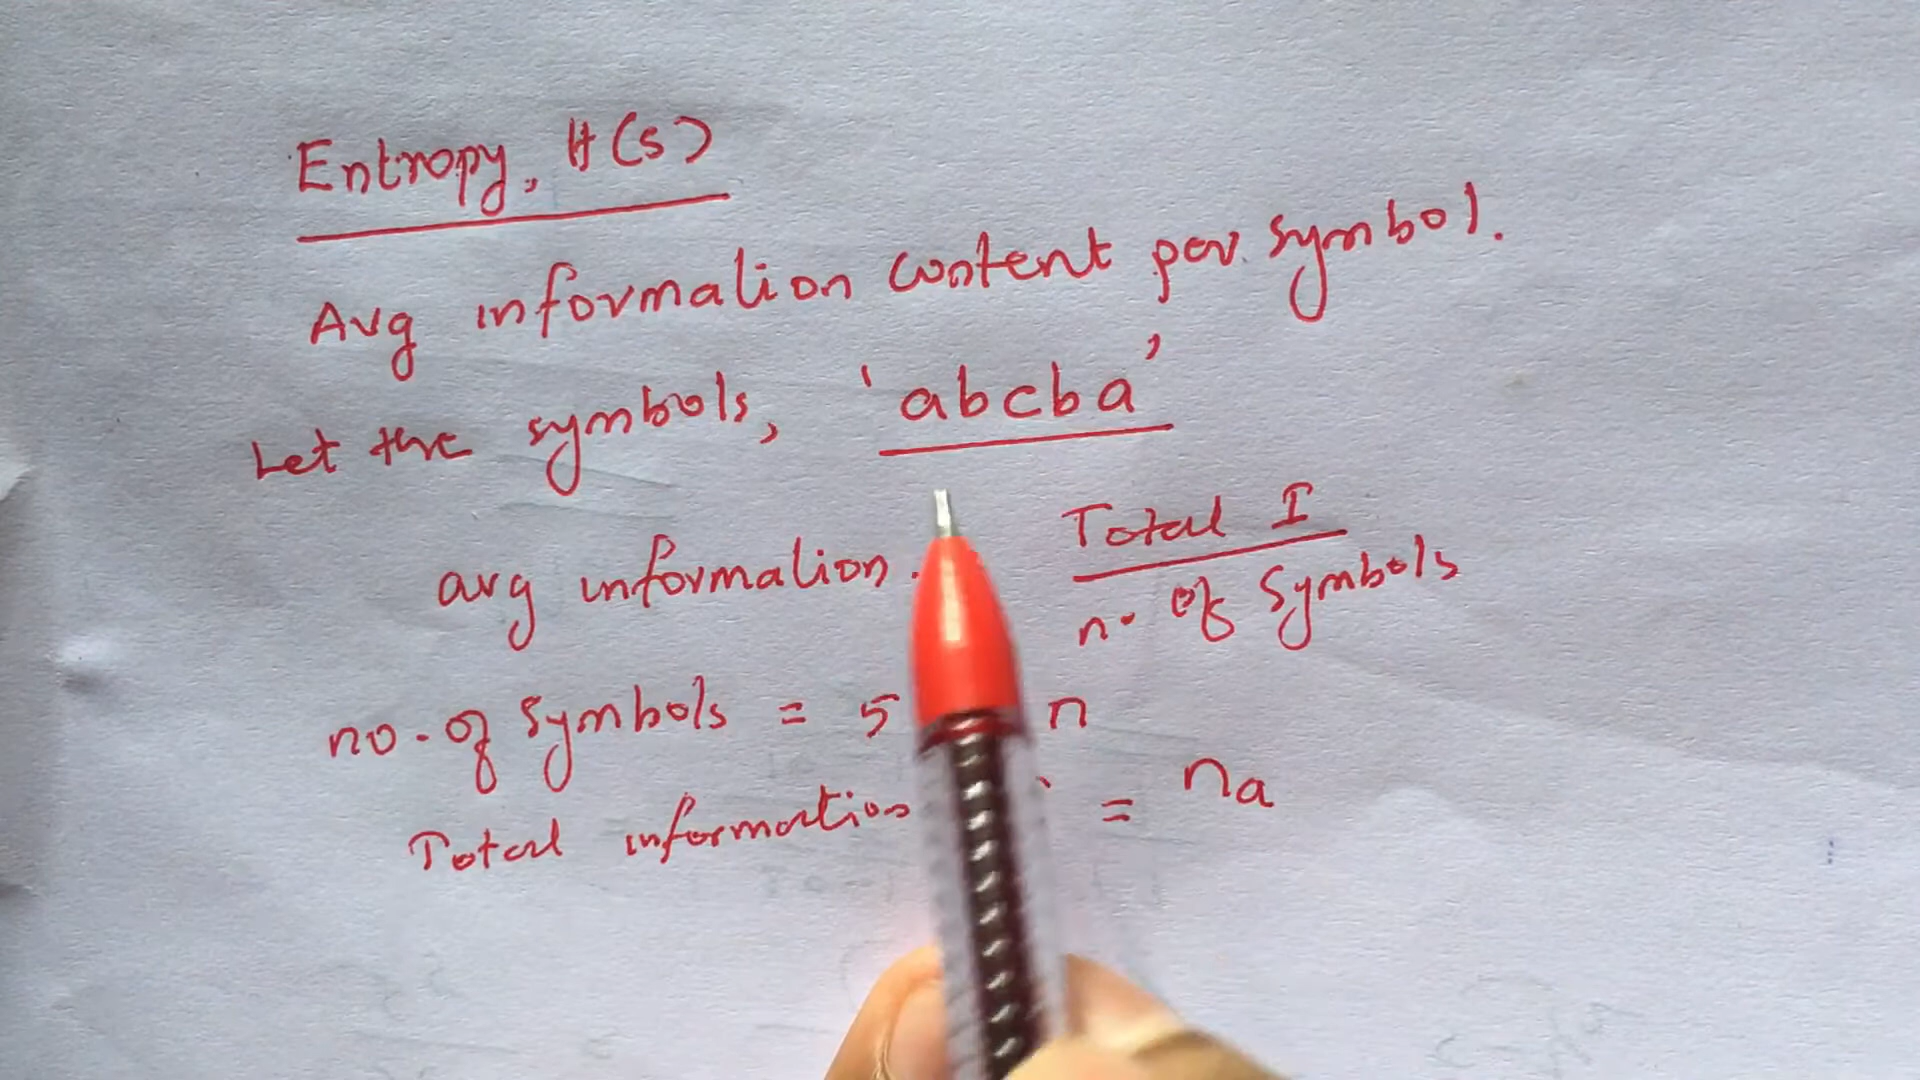 Entropy, H(s)
Avg information content per symbol.
Let the symbols, 'abcba'
avg information. Total I
no. of symbols
no. of symbols = 5 n
Total information = na